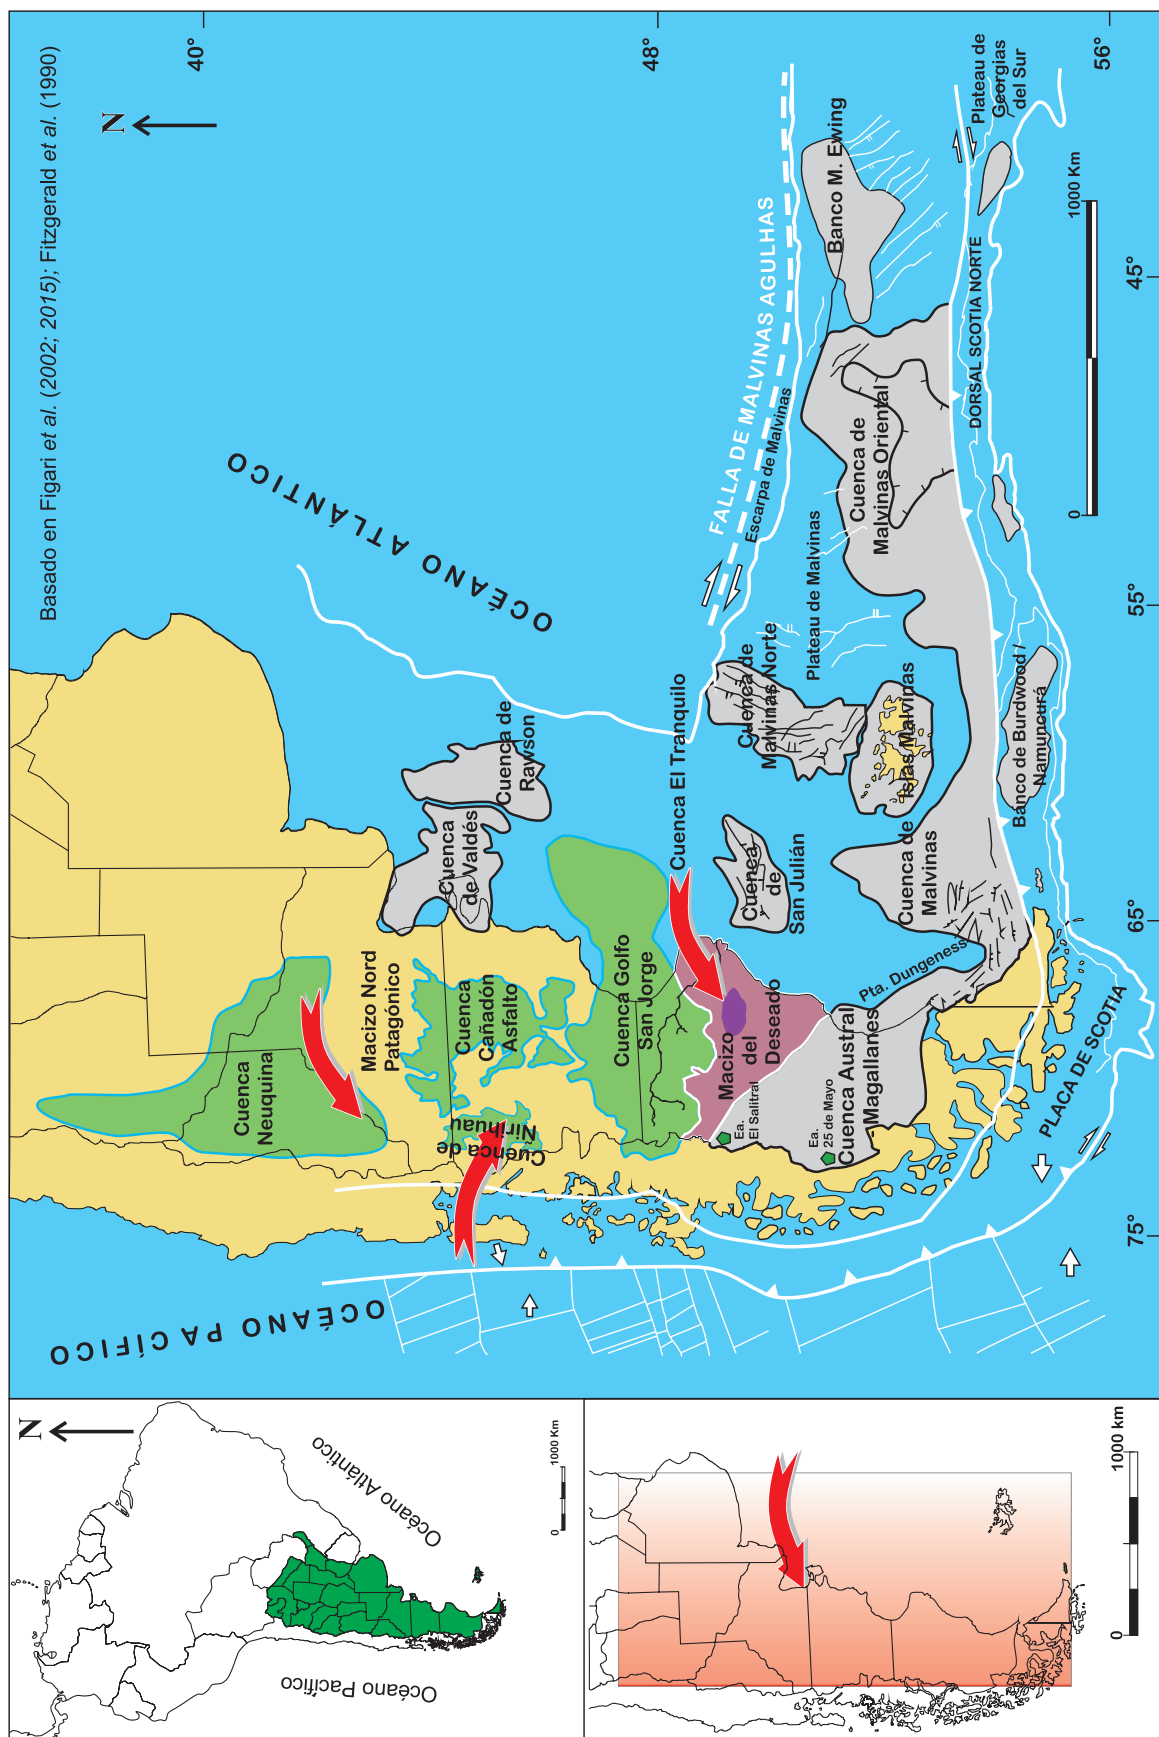 Basado en Figari et al. (2002; 2015); Fitzgerald et al. (1990)
N
40°
48°
56°
45°
55°
65°
75°
OCÉANO PACÍFICO
OCÉANO ATLÁNTICO
Cuenca
Neuquina
Macizo Nord
Patagónico
Cuenca
de Valdés
Cuenca de
Rawson
Cuenca
Cañadón
Asfalto
Cuenca de
Nirihuau
Cuenca Golfo
San Jorge
Cuenca El Tranquilo
Macizo
del
Deseado
Ea.
El Salitral
Ea.
25 de Mayo
Cuenca Austral
Magallanes
Pta. Dungeness
Cuenca
de
San Julián
Cuenca de
Malvinas
Cuenca de
Malvinas Norte
Islas Malvinas
Plateau de Malvinas
FALLA DE MALVINAS AGULHAS
Escarpa de Malvinas
Cuenca de
Malvinas Oriental
Banco M. Ewing
Plateau de
Georgias
del Sur
DORSAL SCOTIA NORTE
Banco de Burdwood /
Namuncurá
PLACA DE SCOTIA
0
1000 Km
N
Océano Atlántico
Océano Pacífico
0
1000 Km
0
1000 km